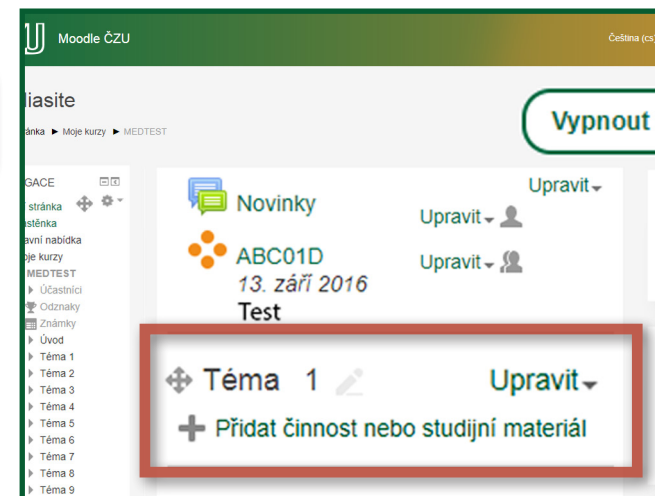 Moodle ČZU
Čeština (cs)
iasite
ánka ► Moje kurzy ► MEDTEST
Vypnout
GACE
stránka
stěnka
avní nabídka
oje kurzy
MEDTEST
Účastníci
Odznaky
Známky
Úvod
Téma 1
Téma 2
Téma 3
Téma 4
Téma 5
Téma 6
Téma 7
Téma 8
Téma 9
Upravit
Novinky
Upravit
ABC01D
Upravit
13. září 2016
Test
Téma 1
Upravit
Přidat činnost nebo studijní materiál